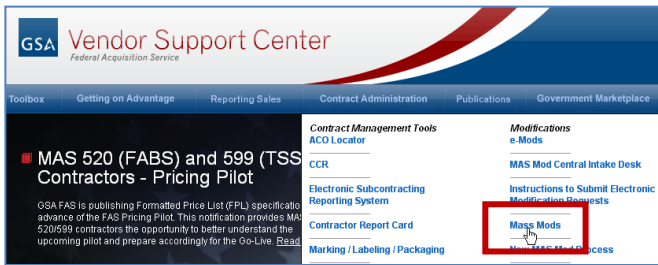 GSA
Vendor Support Center
Federal Acquisition Service
Toolbox
Getting on Advantage
Reporting Sales
Contract Administration
Publications
Government Marketplace
MAS 520 (FABS) and 599 (TSS
Contractors - Pricing Pilot
GSA FAS is publishing Formatted Price List (FPL) specificatio
advance of the FAS Pricing Pilot. This notification provides MA
520/599 contractors the opportunity to better understand the
upcoming pilot and prepare accordingly for the Go-Live. Read
Contract Management Tools
ACO Locator
CCR
Electronic Subcontracting
Reporting System
Contractor Report Card
Marking / Labeling / Packaging
Modifications
e-Mods
MAS Mod Central Intake Desk
Instructions to Submit Electronic
Modification Requests
Mass Mods
New MAS Mod Process